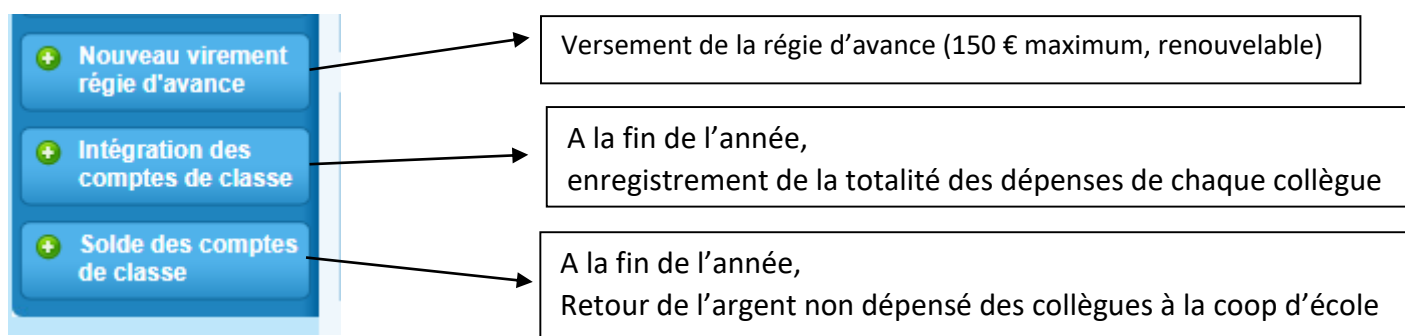 Nouveau virement
régie d'avance
Versement de la régie d’avance (150 € maximum, renouvelable)
Intégration des
comptes de classe
A la fin de l’année,
enregistrement de la totalité des dépenses de chaque collègue
Solde des comptes
de classe
A la fin de l’année,
Retour de l’argent non dépensé des collègues à la coop d’école